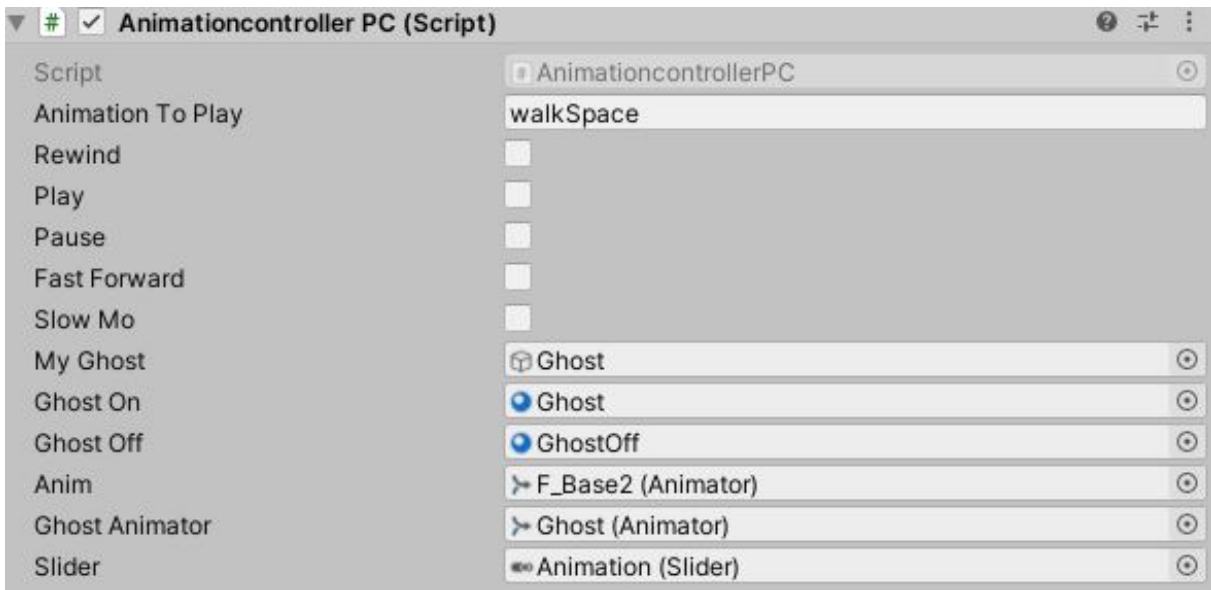 Animationcontroller PC (Script)
Script AnimationcontrollerPC
Animation To Play walkSpace
Rewind
Play
Pause
Fast Forward
Slow Mo
My Ghost Ghost
Ghost On Ghost
Ghost Off GhostOff
Anim F_Base2 (Animator)
Ghost Animator Ghost (Animator)
Slider Animation (Slider)